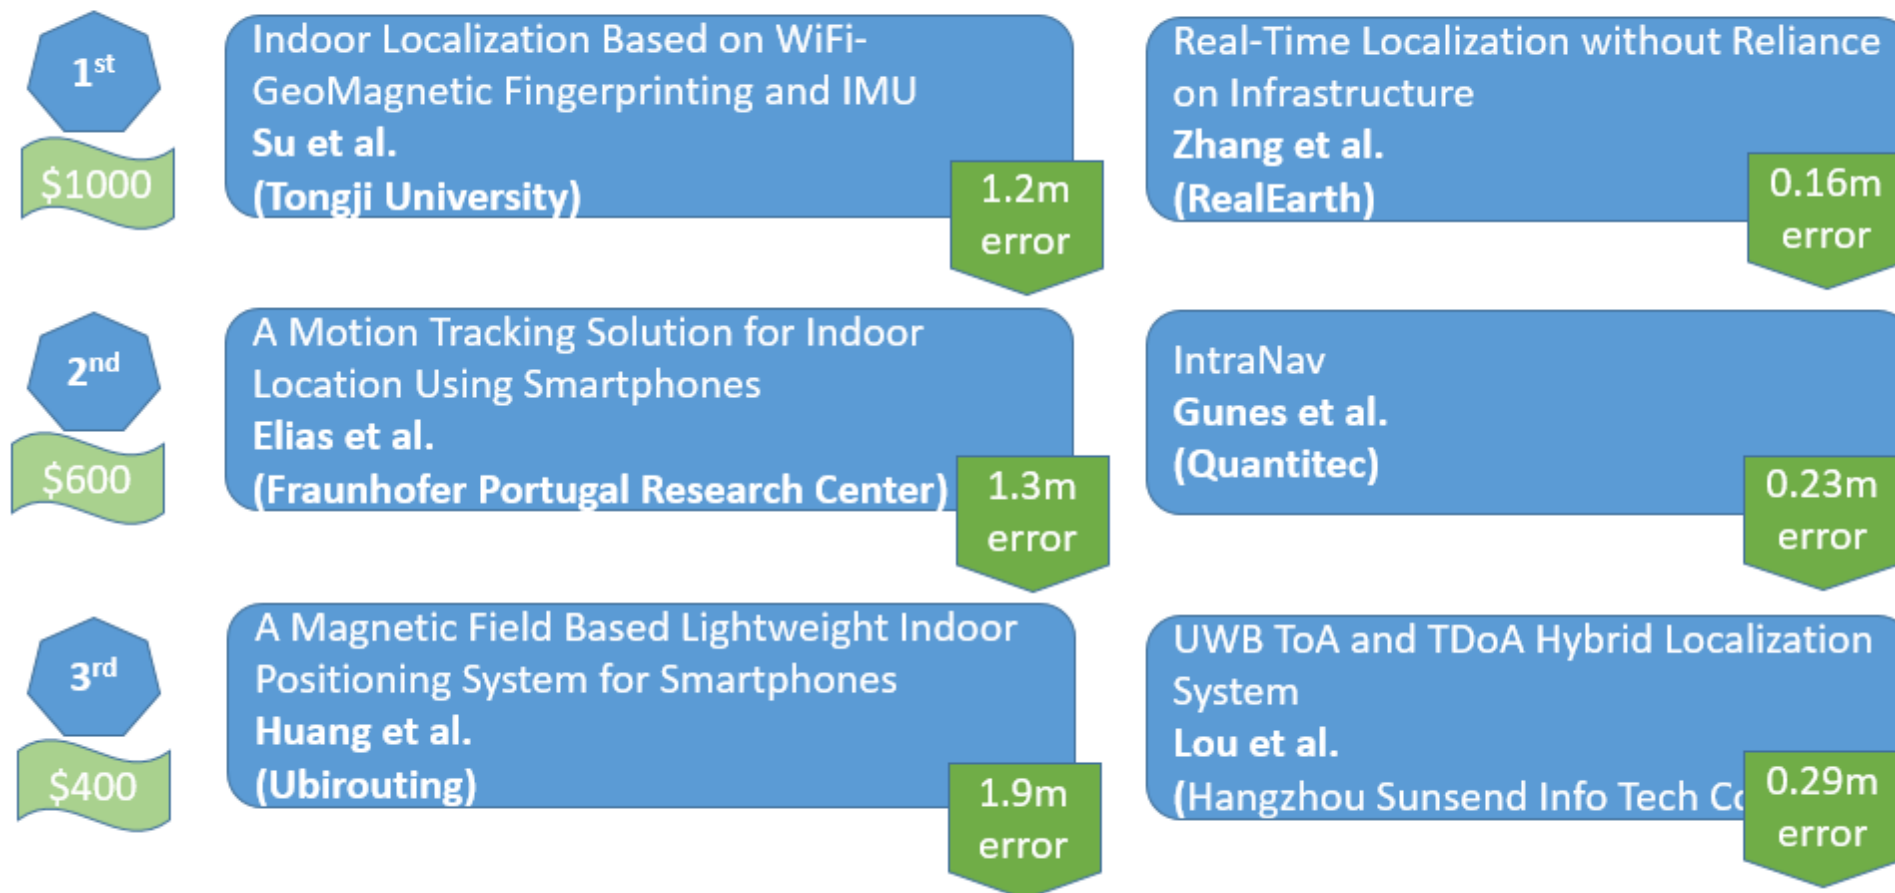 1st
$1000
Indoor Localization Based on WiFi-
GeoMagnetic Fingerprinting and IMU
Su et al.
(Tongji University)
1.2m
error
Real-Time Localization without Reliance
on Infrastructure
Zhang et al.
(RealEarth)
0.16m
error
2nd
$600
A Motion Tracking Solution for Indoor
Location Using Smartphones
Elias et al.
(Fraunhofer Portugal Research Center)
1.3m
error
IntraNav
Gunes et al.
(Quantitec)
0.23m
error
3rd
$400
A Magnetic Field Based Lightweight Indoor
Positioning System for Smartphones
Huang et al.
(Ubirouting)
1.9m
error
UWB ToA and TDoA Hybrid Localization
System
Lou et al.
(Hangzhou Sunsend Info Tech
0.29m
error